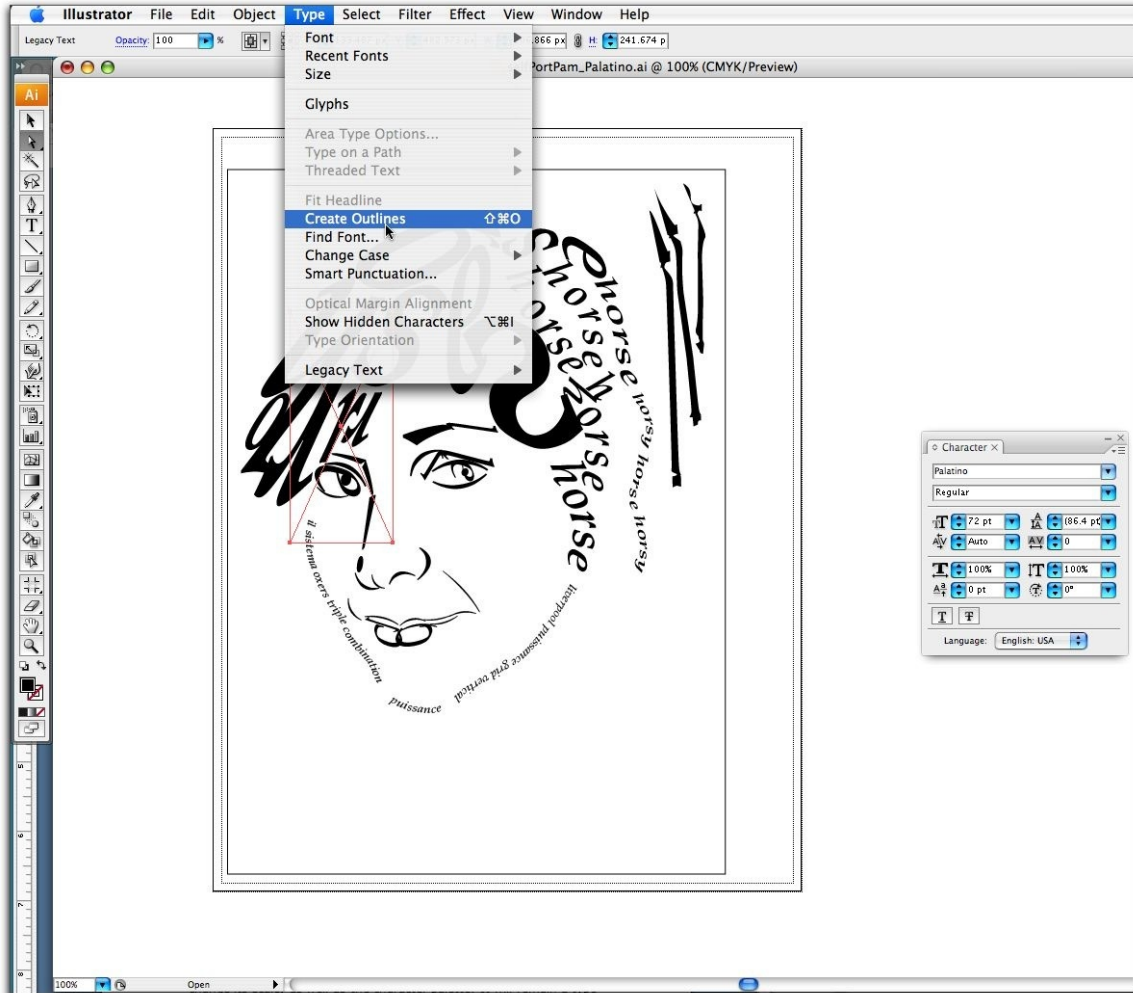 Illustrator File Edit Object Type Select Filter Effect View Window Help
Legacy Text Opacity: 100 % .866 px H: 241.674 p
PortPam_Palatino.ai @ 100% (CMYK/Preview)
Ai
Font
Recent Fonts
Size
Glyphs
Area Type Options...
Type on a Path
Threaded Text
Fit Headline
Create Outlines ⇧⌘O
Find Font...
Change Case
Smart Punctuation...
Optical Margin Alignment
Show Hidden Characters ⌥⌘I
Type Orientation
Legacy Text
horse horsy horse horsy
horse horse
horse horse
il sistema oxers triple combination
puissance
liverpool puissance grid vertical
Character ×
Palatino
Regular
72 pt (86.4 pt
Auto 0
100% 100%
0 pt 0°
T T
Language: English: USA
5
6
7
8
100% Open